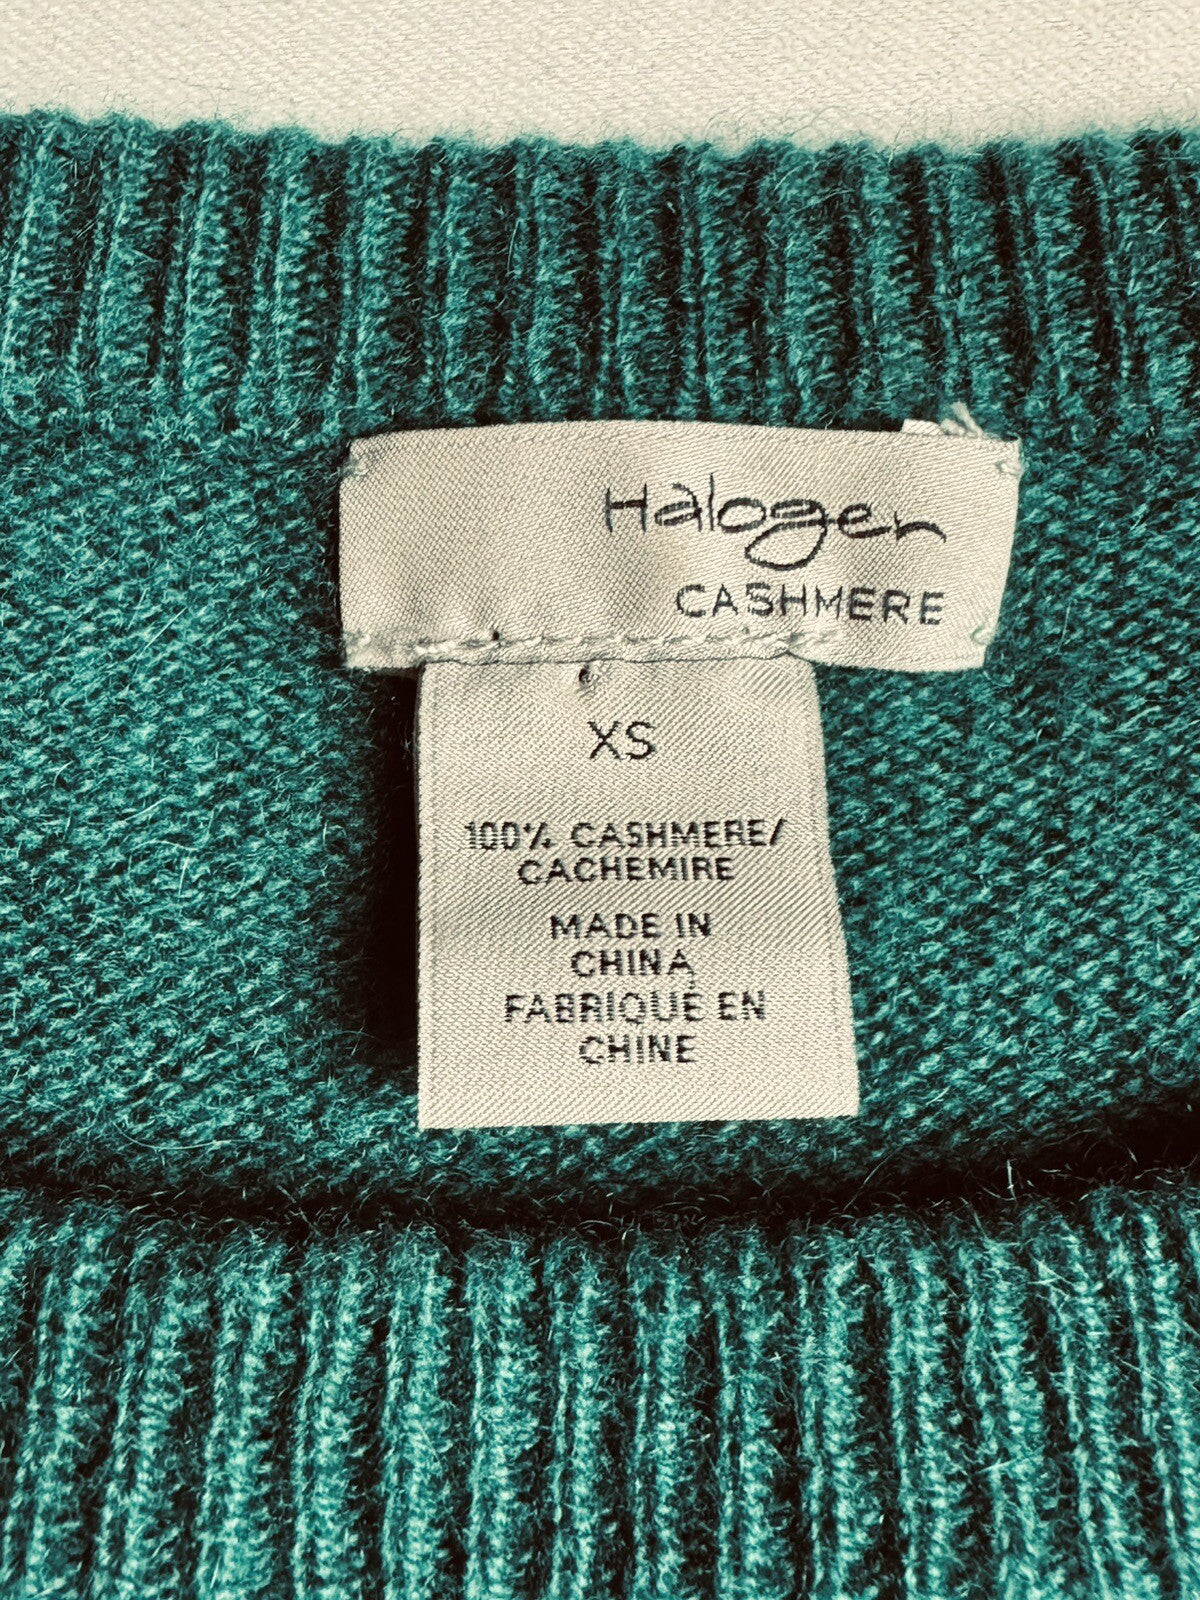 Halogen
CASHMERE
XS
100% CASHMERE/
CACHEMIRE
MADE IN
CHINA
FABRIQUÉ EN
CHINE